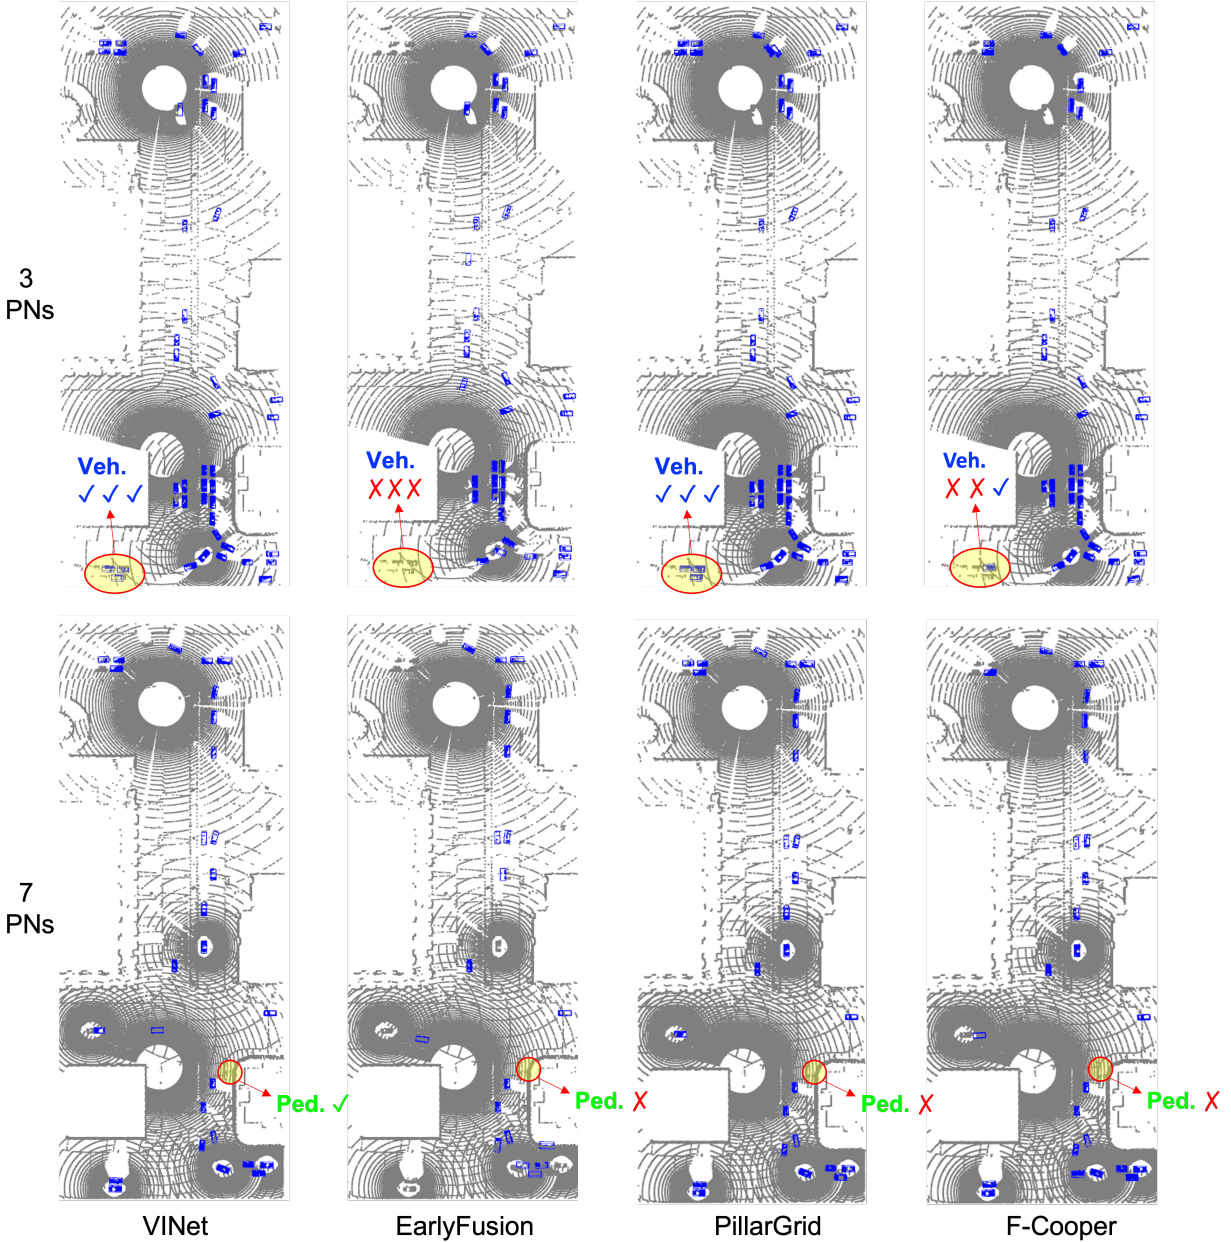 3
PNs
Veh.
✓ ✓ ✓
Veh.
✗✗✗
Veh.
✓ ✓ ✓
Veh.
✗ ✗ ✓
7
PNs
Ped. ✓
Ped. ✗
Ped. ✗
Ped. ✗
VINet
EarlyFusion
PillarGrid
F-Cooper